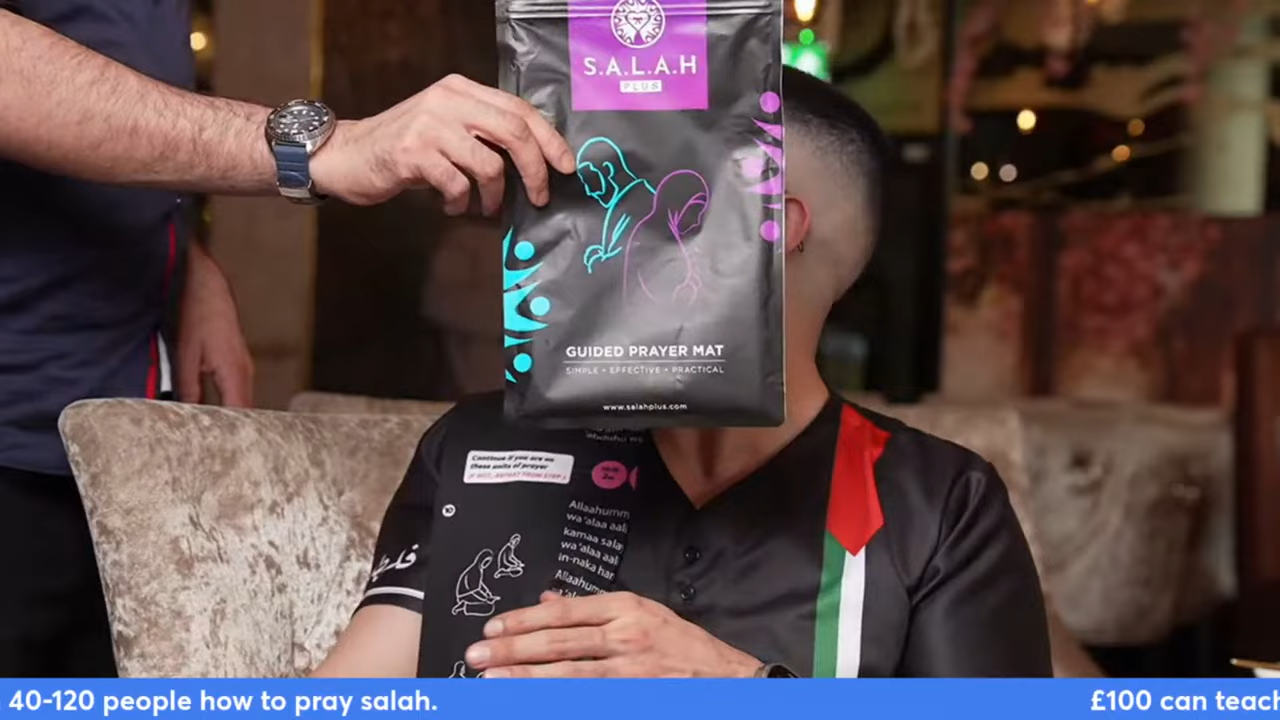 S.A.L.A.H
PLUS
GUIDED PRAYER MAT
SIMPLE • EFFECTIVE • PRACTICAL
www.salahplus.com
Continue if you are on
these units of prayer
Allaahumm
wa 'alaa aali
kamaa sala
wa 'alaa aal
in-naka ham
Allaahumm
40-120 people how to pray salah.
£100 can teach